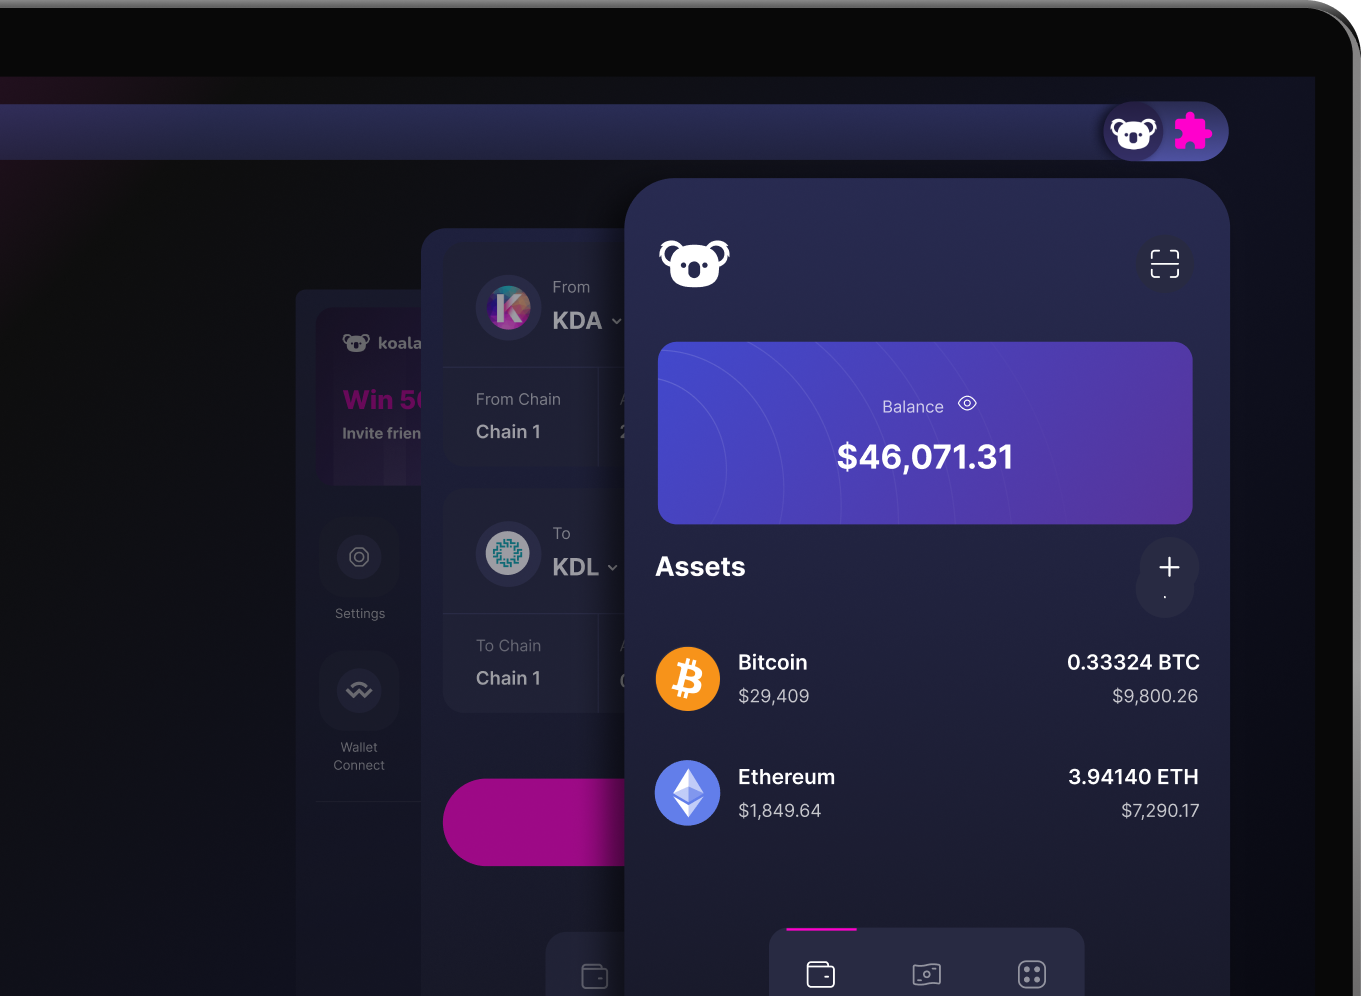 koala
Win 50
Invite frien
Settings
Wallet
Connect
From
KDA
From Chain
Chain 1
To
KDL
To Chain
Chain 1
Balance
$46,071.31
Assets
Bitcoin
0.33324 BTC
$29,409
$9,800.26
Ethereum
3.94140 ETH
$1,849.64
$7,290.17